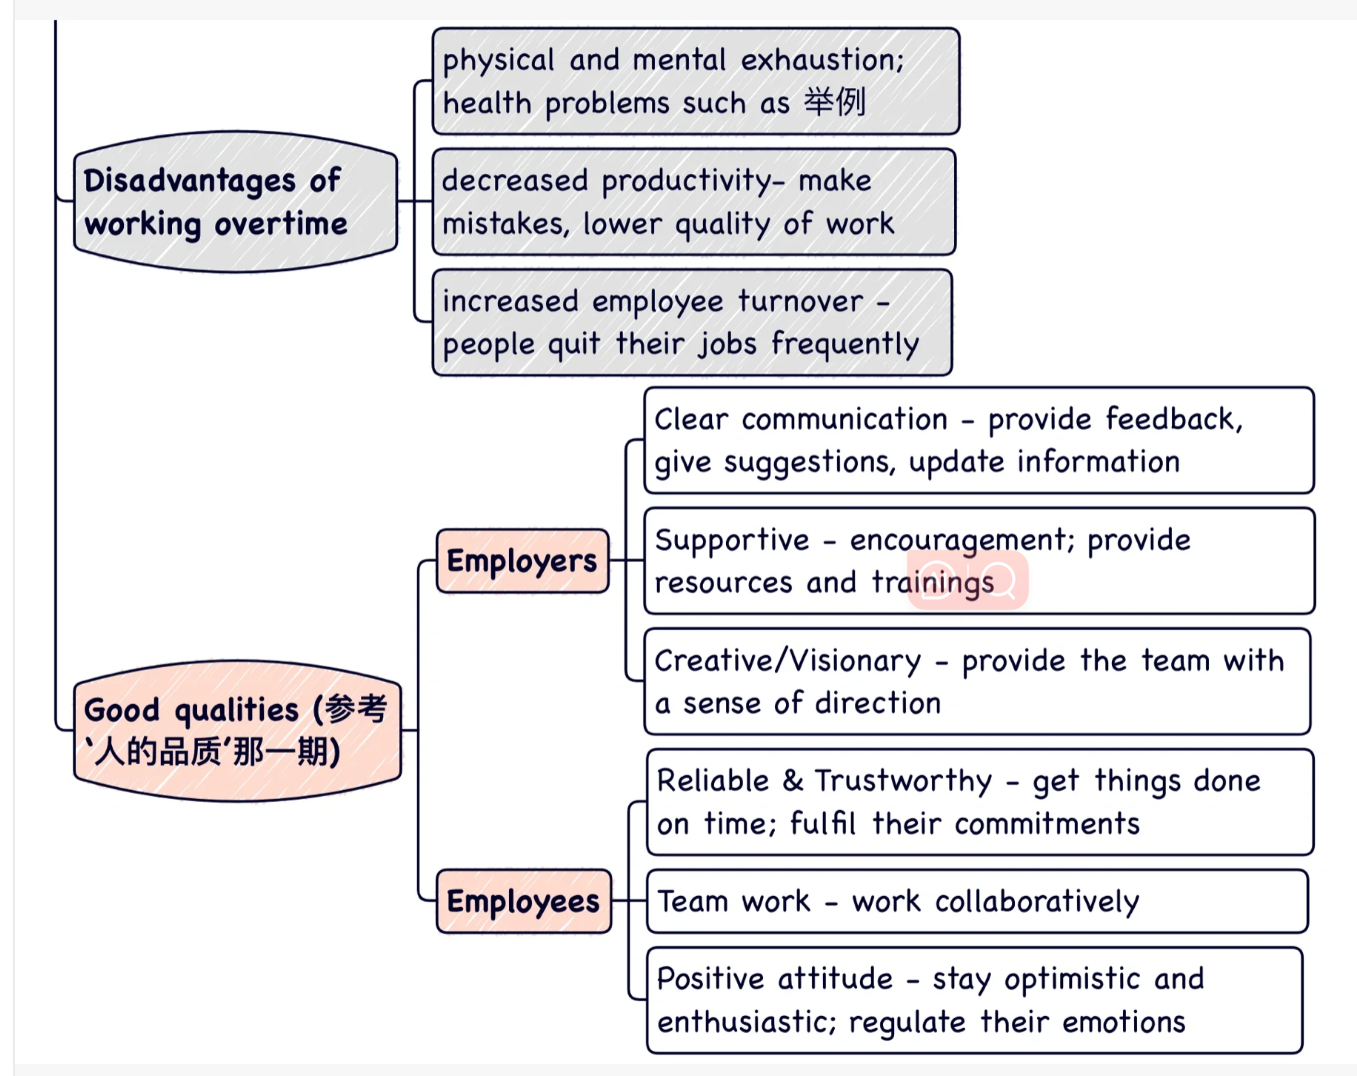 Disadvantages of
working overtime
physical and mental exhaustion;
health problems such as 举例
decreased productivity– make
mistakes, lower quality of work
increased employee turnover –
people quit their jobs frequently
Good qualities (参考
‘人的品质’那一期)
Employers
Clear communication – provide feedback,
give suggestions, update information
Supportive – encouragement; provide
resources and trainings
Creative/Visionary – provide the team with
a sense of direction
Employees
Reliable & Trustworthy – get things done
on time; fulfil their commitments
Team work – work collaboratively
Positive attitude – stay optimistic and
enthusiastic; regulate their emotions